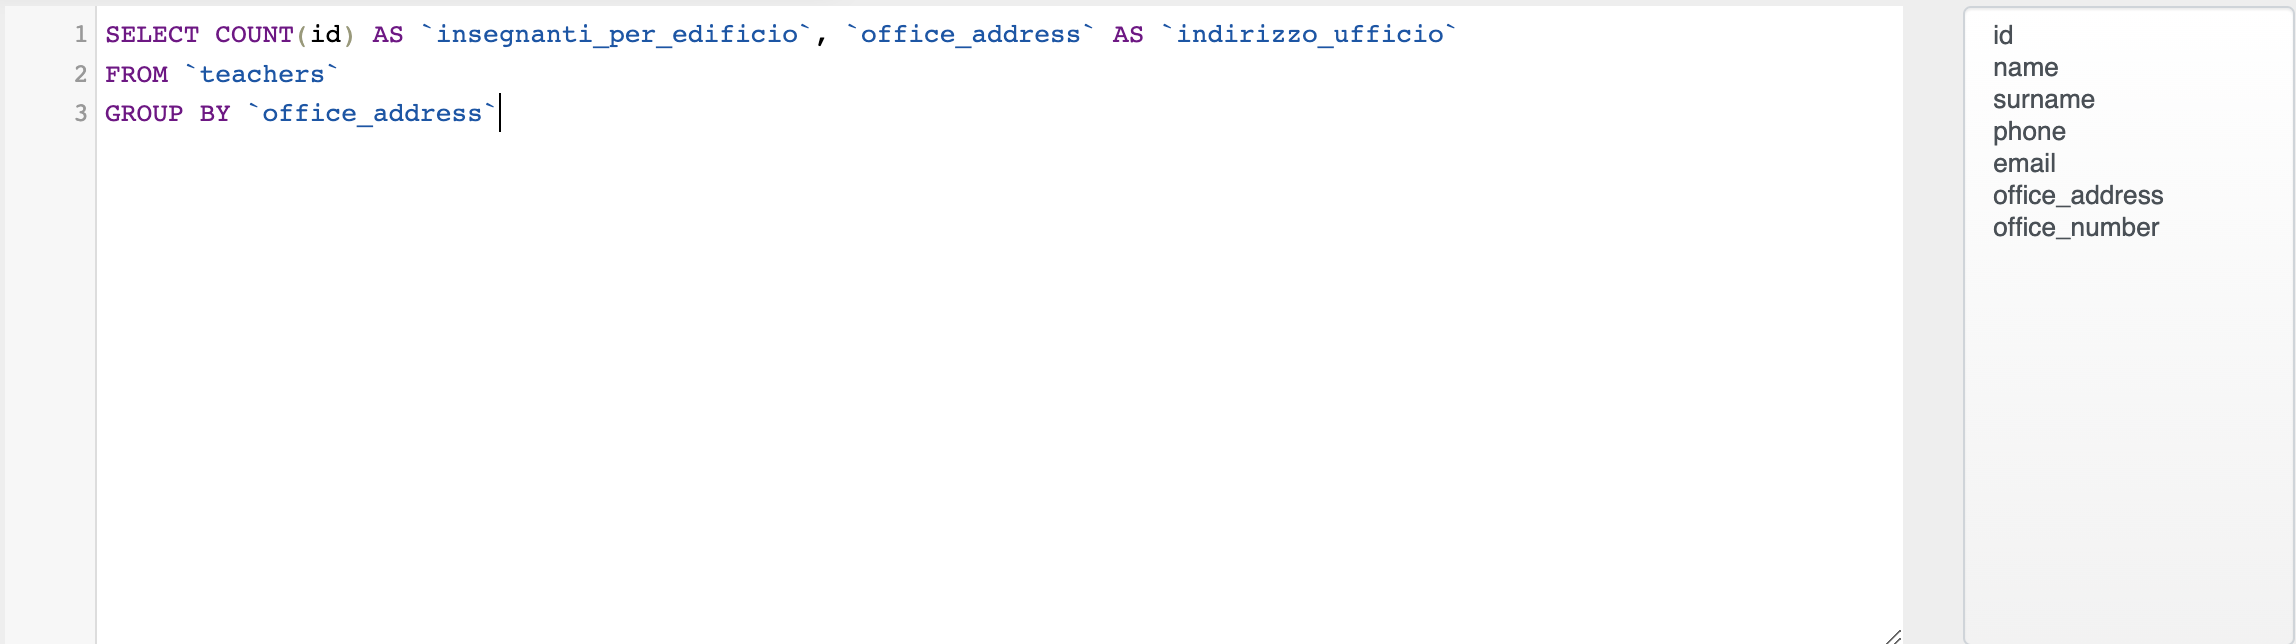 1 SELECT COUNT(id) AS `insegnanti_per_edificio`, `office_address` AS `indirizzo_ufficio`
2 FROM `teachers`
3 GROUP BY `office_address`
id
name
surname
phone
email
office_address
office_number